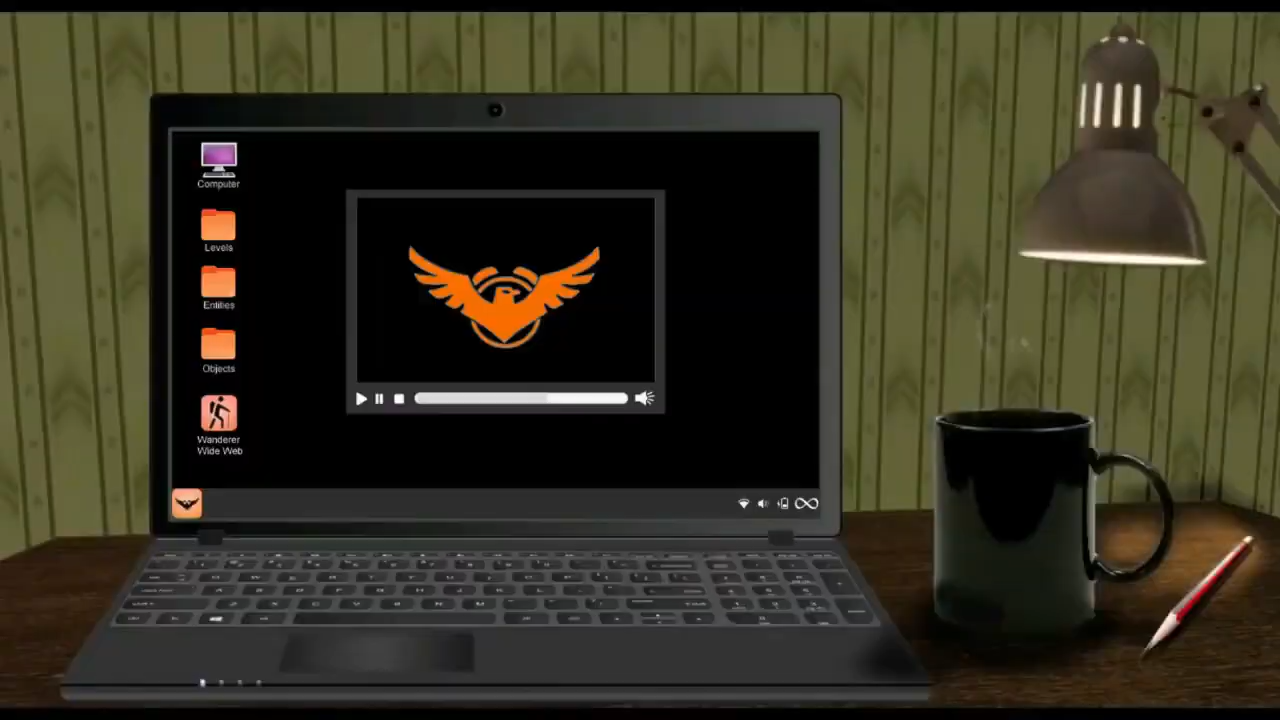 Computer
Levels
Entities
Objects
Wanderer
Wide Web